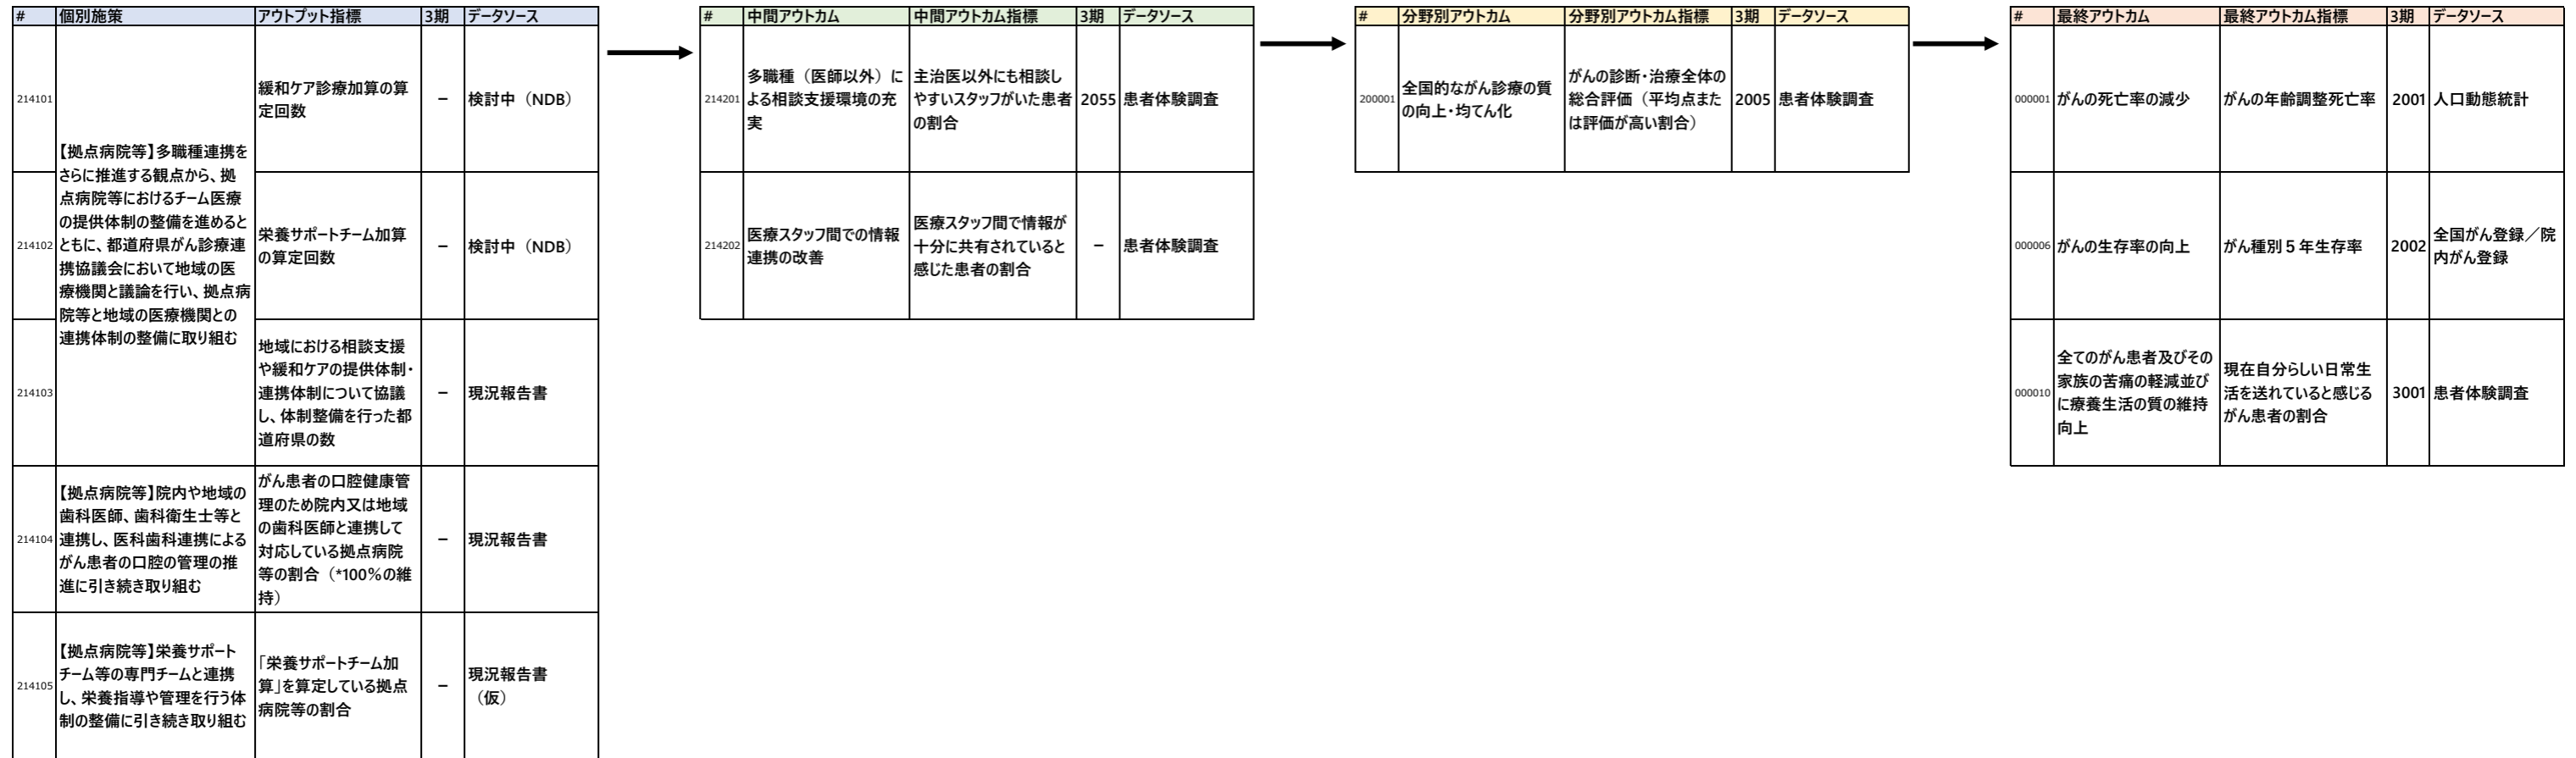 # 個別施策 アウトプット指標 3期 データソース
214101
【拠点病院等】多職種連携を
さらに推進する観点から、拠
点病院等におけるチーム医療
の提供体制の整備を進めると
ともに、都道府県がん診療連
携協議会において地域の医
療機関と議論を行い、拠点病
院等と地域の医療機関との
連携体制の整備に取り組む
緩和ケア診療加算の算
定回数
－
検討中（NDB）
214102
栄養サポートチーム加算
の算定回数
－
検討中（NDB）
214103
地域における相談支援
や緩和ケアの提供体制・
連携体制について協議
し、体制整備を行った都
道府県の数
－
現況報告書
214104
【拠点病院等】院内や地域の
歯科医師、歯科衛生士等と
連携し、医科歯科連携による
がん患者の口腔の管理の推
進に引き続き取り組む
がん患者の口腔健康管
理のため院内又は地域
の歯科医師と連携して
対応している拠点病院
等の割合（*100%の維
持）
－
現況報告書
214105
【拠点病院等】栄養サポート
チーム等の専門チームと連携
し、栄養指導や管理を行う体
制の整備に引き続き取り組む
「栄養サポートチーム加
算」を算定している拠点
病院等の割合
－
現況報告書
（仮）
# 中間アウトカム 中間アウトカム指標 3期 データソース
214201
多職種（医師以外）に
よる相談支援環境の充
実
主治医以外にも相談し
やすいスタッフがいた患者
の割合
2055
患者体験調査
214202
医療スタッフ間での情報
連携の改善
医療スタッフ間で情報が
十分に共有されていると
感じた患者の割合
－
患者体験調査
# 分野別アウトカム 分野別アウトカム指標 3期 データソース
200001
全国的ながん診療の質
の向上・均てん化
がんの診断・治療全体の
総合評価（平均点また
は評価が高い割合）
2005
患者体験調査
# 最終アウトカム 最終アウトカム指標 3期 データソース
000001
がんの死亡率の減少
がんの年齢調整死亡率
2001
人口動態統計
000006
がんの生存率の向上
がん種別５年生存率
2002
全国がん登録／院
内がん登録
000010
全てのがん患者及びその
家族の苦痛の軽減並び
に療養生活の質の維持
向上
現在自分らしい日常生
活を送れていると感じる
がん患者の割合
3001
患者体験調査